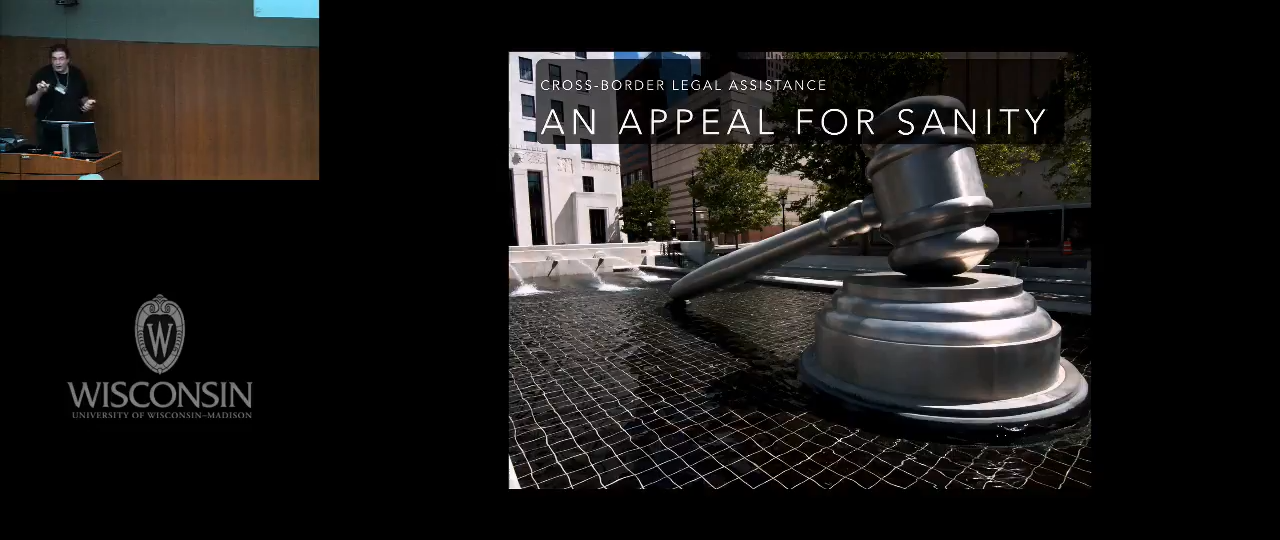 CROSS-BORDER LEGAL ASSISTANCE
AN APPEAL FOR SANITY
W
WISCONSIN
UNIVERSITY OF WISCONSIN–MADISON